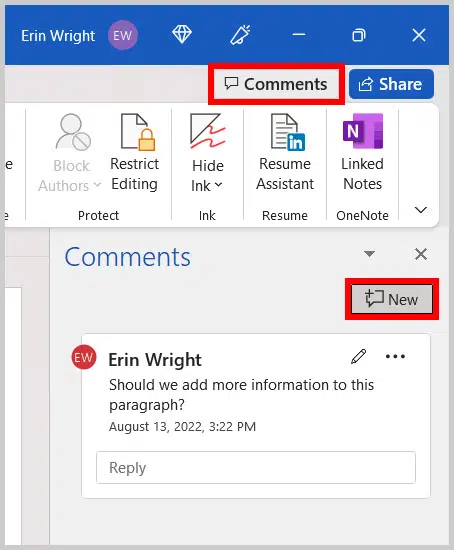 Erin Wright EW
Comments Share
e Block Authors Restrict Editing Hide Ink Resume Assistant Linked Notes
e Protect Ink Resume OneNote
Comments
New
EW Erin Wright
Should we add more information to this
paragraph?
August 13, 2022, 3:22 PM
Reply